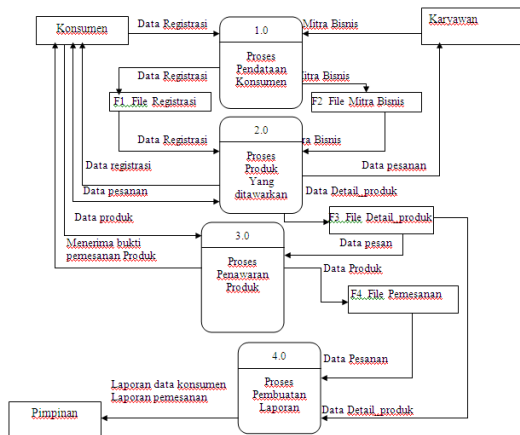 Konsumen
Data Registrasi
1.0
Proses
Pendataan
Konsumen
Mitra Bisnis
Karyawan
Data Registrasi
Mitra Bisnis
F1 File Registrasi
F2 File Mitra Bisnis
Data Registrasi
2.0
Proses
Produk
Yang
ditawarkan
Bisnis
Data registrasi
Data pesanan
Data pesanan
Data Detail_produk
Data produk
F3 File Detail_produk
Menerima bukti
pemesanan Produk
3.0
Proses
Penawaran
Produk
Data pesan
Data Produk
F4 File Pemesanan
4.0
Proses
Pembuatan
Laporan
Data Pesanan
Laporan data konsumen
Laporan pemesanan
Pimpinan
Data Detail_produk